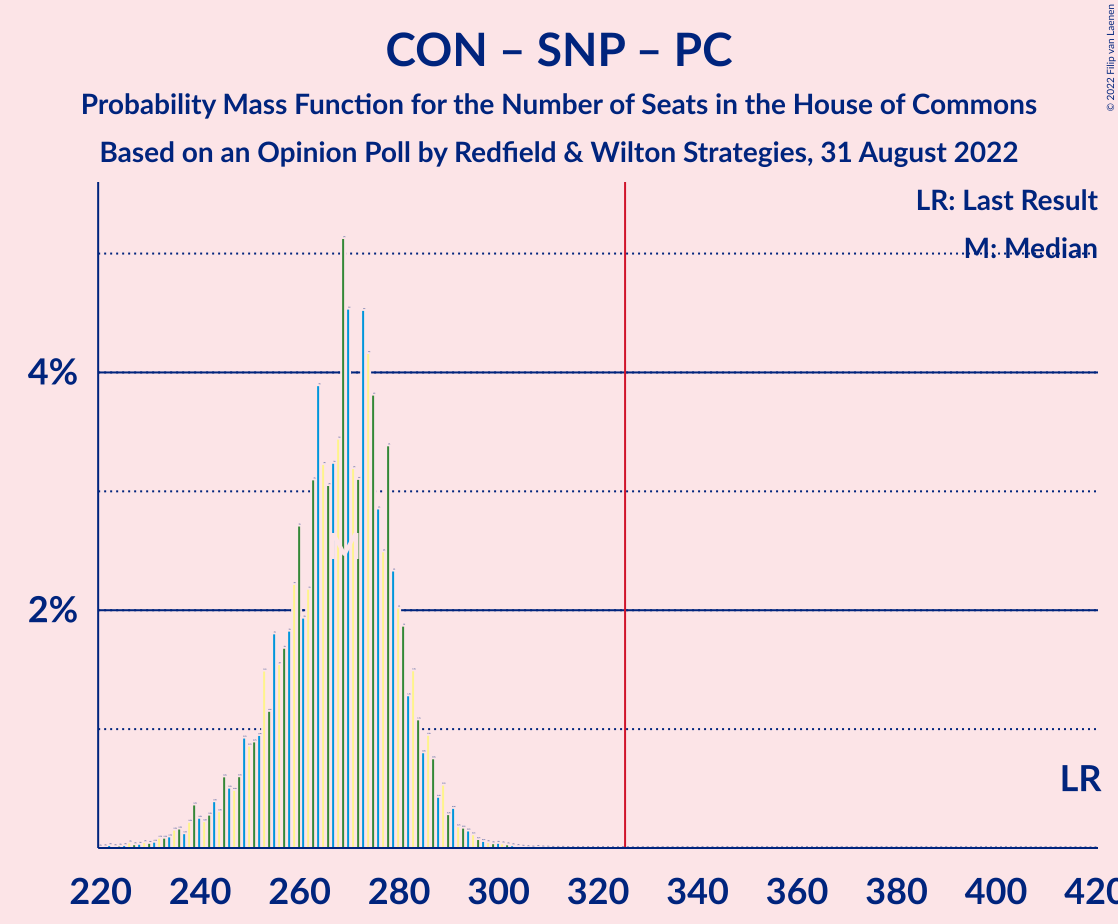 CON – SNP – PC
Probability Mass Function for the Number of Seats in the House of Commons
Based on an Opinion Poll by Redfield & Wilton Strategies, 31 August 2022
© 2022 Filip van Laenen
LR: Last Result
M: Median
4%
2%
M
LR
220 240 260 280 300 320 340 360 380 400 420